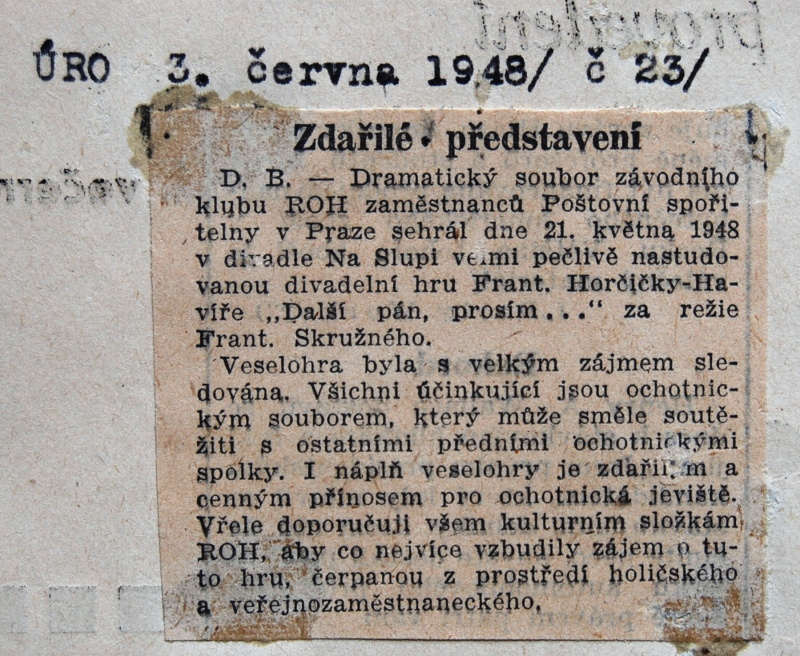 ÚRO 3. června 1948/ č 23/
Zdařilé představení
D. B. — Dramatický soubor závodního
klubu ROH zaměstnanců Poštovní spoři-
telny v Praze sehrál dne 21. května 1948
v divadle Na Slupi velmi pečlivě nastudo-
vanou divadelní hru Frant. Horčičky-Ha-
víře „Další pán, prosím..." za režie
Frant. Skružného.
Veselohra byla s velkým zájmem sle-
dována. Všichni účinkující jsou ochotnic-
kým souborem, který může směle soutě-
žiti s ostatními předními ochotnickými
spolky. I náplň veselohry je zdařilým a
cenným přínosem pro ochotnická jeviště.
Vřele doporučuji všem kulturním složkám
ROH, aby co nejvíce vzbudily zájem o tu-
to hru, čerpanou z prostředí holičského
a veřejnozaměstnaneckého.